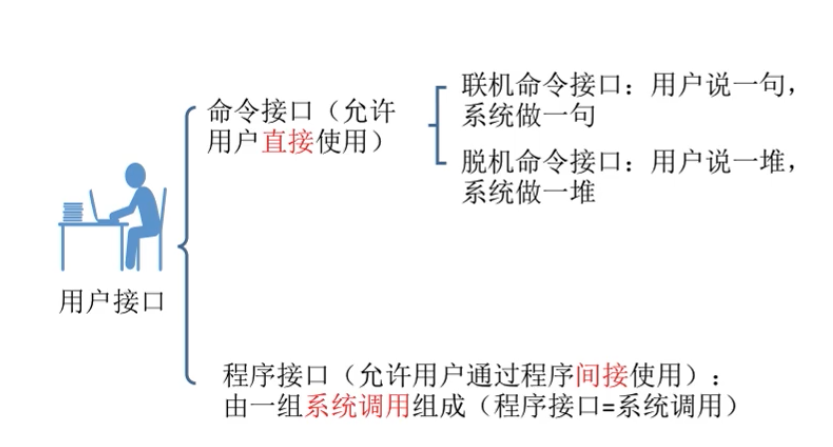 命令接口（允许
用户直接使用）
联机命令接口：用户说一句，
系统做一句
脱机命令接口：用户说一堆，
系统做一堆
用户接口
程序接口（允许用户通过程序间接使用）：
由一组系统调用组成（程序接口=系统调用）